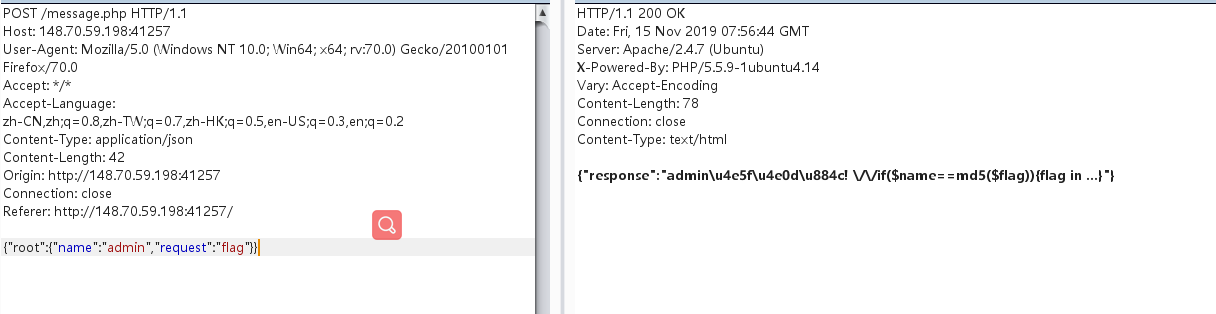 POST /message.php HTTP/1.1
Host: 148.70.59.198:41257
User-Agent: Mozilla/5.0 (Windows NT 10.0; Win64; x64; rv:70.0) Gecko/20100101
Firefox/70.0
Accept: */*
Accept-Language:
zh-CN,zh;q=0.8,zh-TW;q=0.7,zh-HK;q=0.5,en-US;q=0.3,en;q=0.2
Content-Type: application/json
Content-Length: 42
Origin: http://148.70.59.198:41257
Connection: close
Referer: http://148.70.59.198:41257/
{"root":{"name":"admin","request":"flag"}}
HTTP/1.1 200 OK
Date: Fri, 15 Nov 2019 07:56:44 GMT
Server: Apache/2.4.7 (Ubuntu)
X-Powered-By: PHP/5.5.9-1ubuntu4.14
Vary: Accept-Encoding
Content-Length: 78
Connection: close
Content-Type: text/html
{"response":"admin\u4e5f\u4e0d\u884c! \/\/if($name==md5($flag)){flag in ...}"}